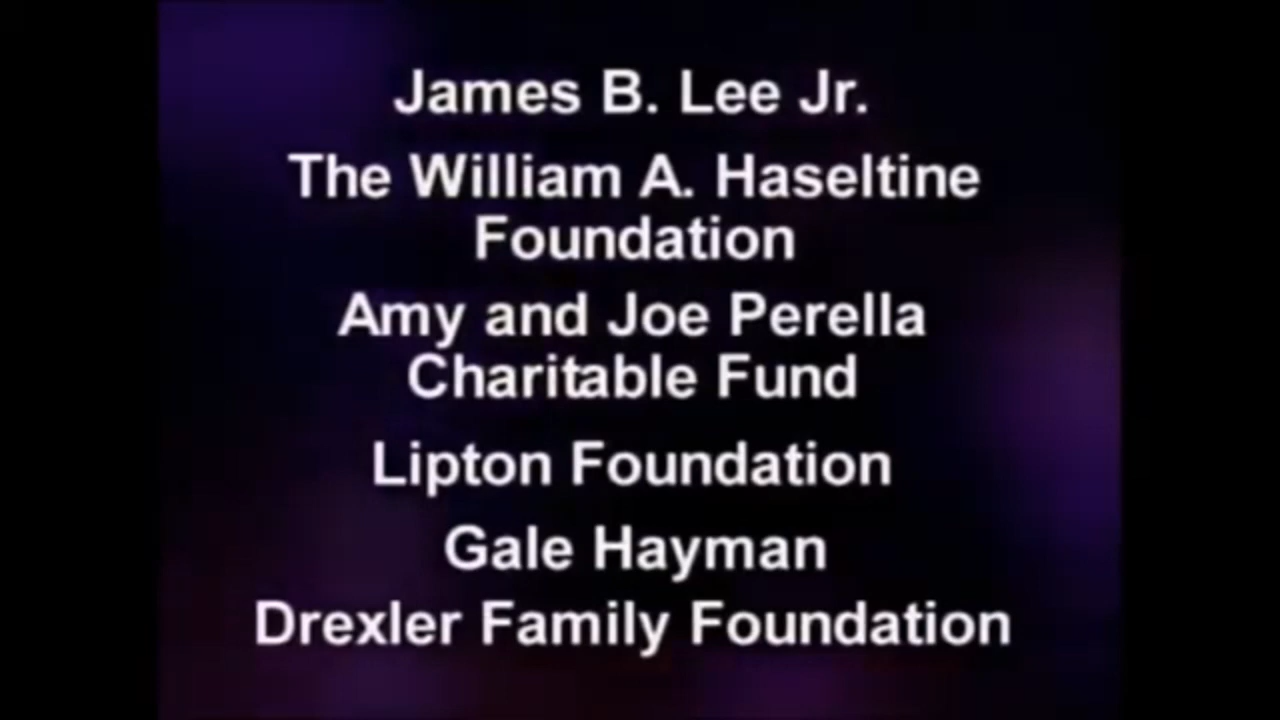 James B. Lee Jr.
The William A. Haseltine
Foundation
Amy and Joe Perella
Charitable Fund
Lipton Foundation
Gale Hayman
Drexler Family Foundation